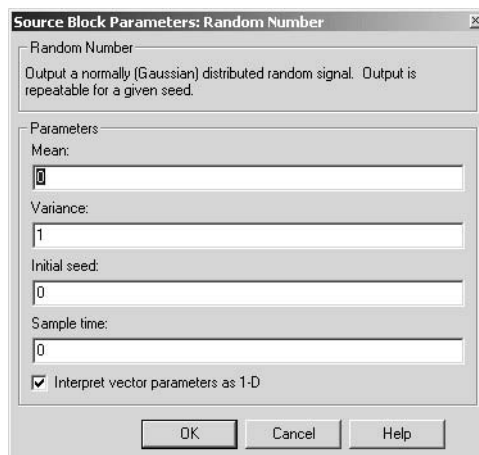 Source Block Parameters: Random Number
Random Number
Output a normally (Gaussian) distributed random signal. Output is
repeatable for a given seed.
Parameters
Mean:
0
Variance:
1
Initial seed:
0
Sample time:
0
Interpret vector parameters as 1-D
OK Cancel Help